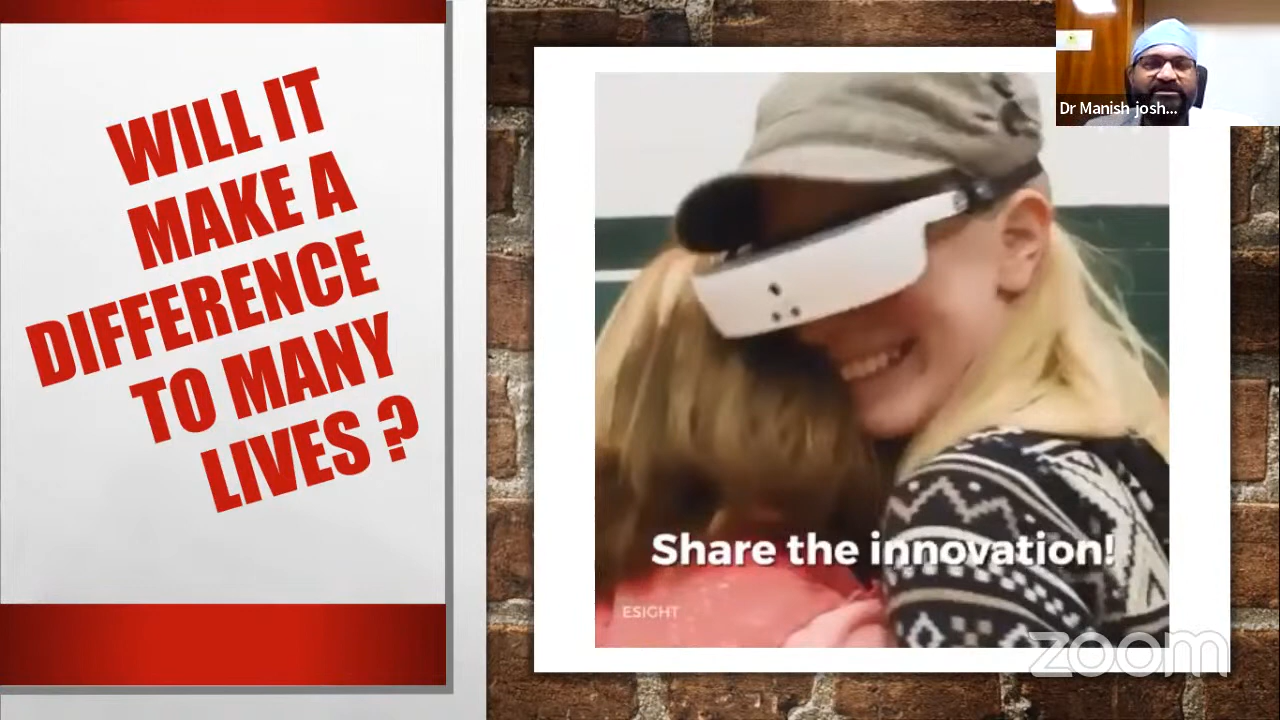 WILL IT
MAKE A
DIFFERENCE
TO MANY
LIVES ?
Dr Manish josh...
Share the innovation!
ESIGHT
zoom